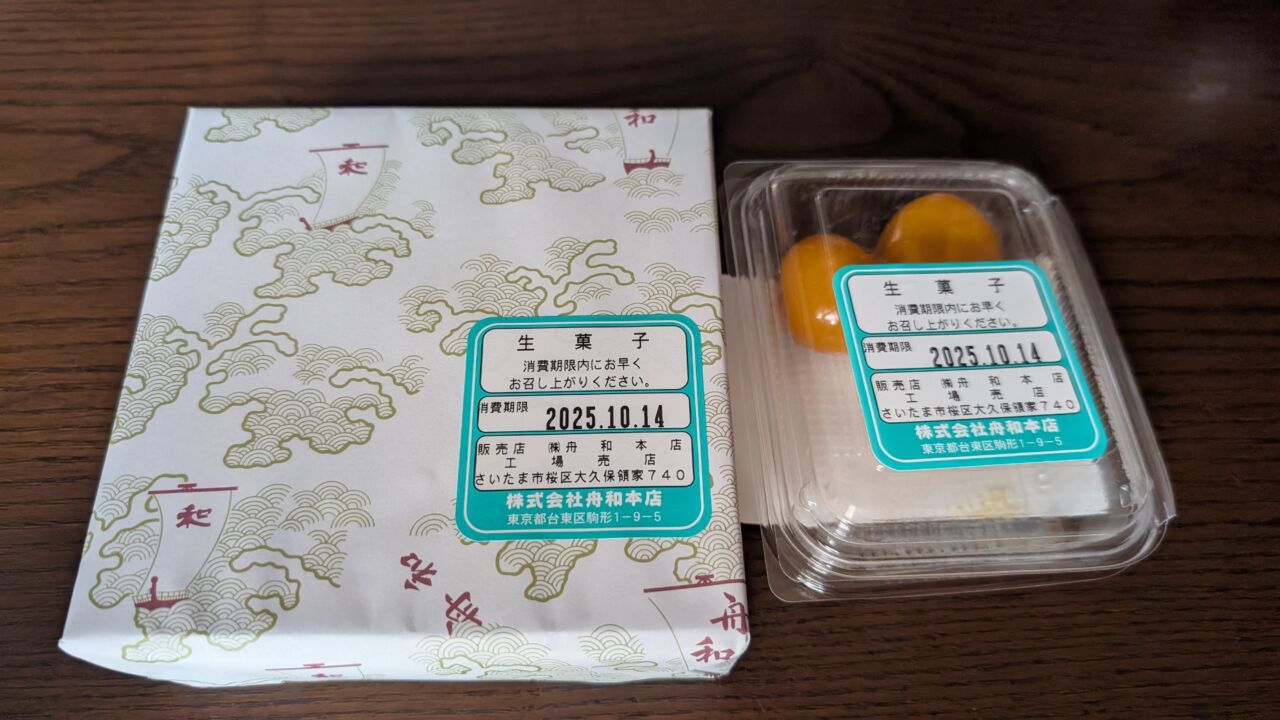 和
和
生 菓 子
消費期限内にお早く
お召し上がりください。
消費期限 2025.10.14
販売店 ㈱舟 和 本 店
工 場 売 店
さいたま市桜区大久保領家740
株式会社舟和本店
東京都台東区駒形1-9-5
和
舟和
舟
和
生 菓 子
消費期限内にお早く
お召し上がりください。
消費期限 2025.10.14
販売店 ㈱舟 和 本 店
工 場 売 店
さいたま市桜区大久保領家740
株式会社舟和本店
東京都台東区駒形1-9-5